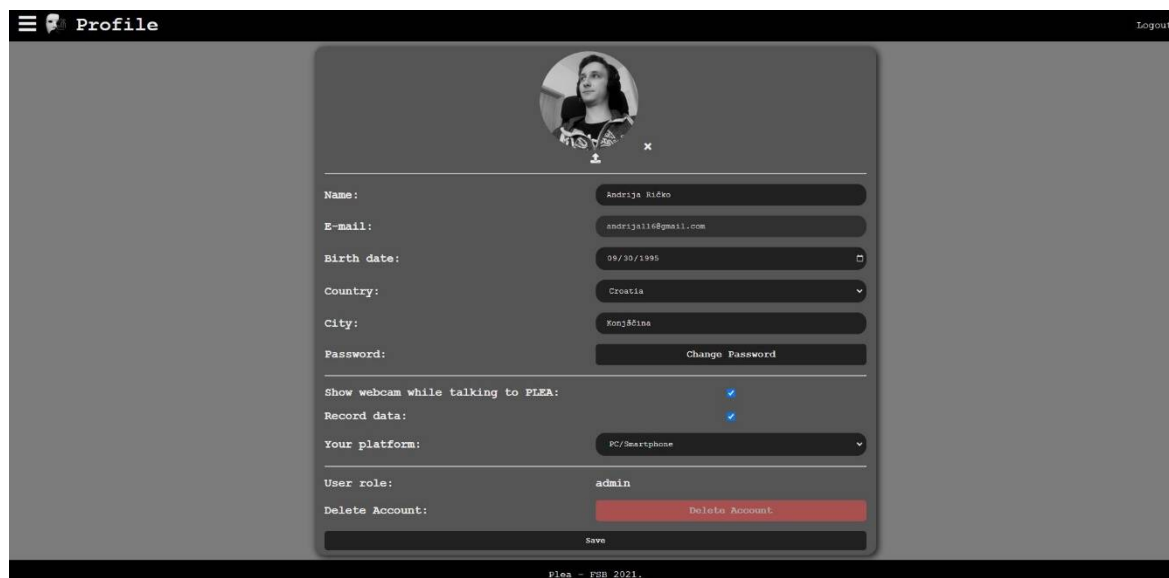 Profile
Logout
Name: Andrija Ričko
E-mail: andrija116@gmail.com
Birth date: 09/30/1995
Country: Croatia
City: Konjščina
Password: Change Password
Show webcam while talking to PLEA:
Record data:
Your platform: PC/Smartphone
User role: admin
Delete Account: Delete Account
Save
Plea - FSB 2021.